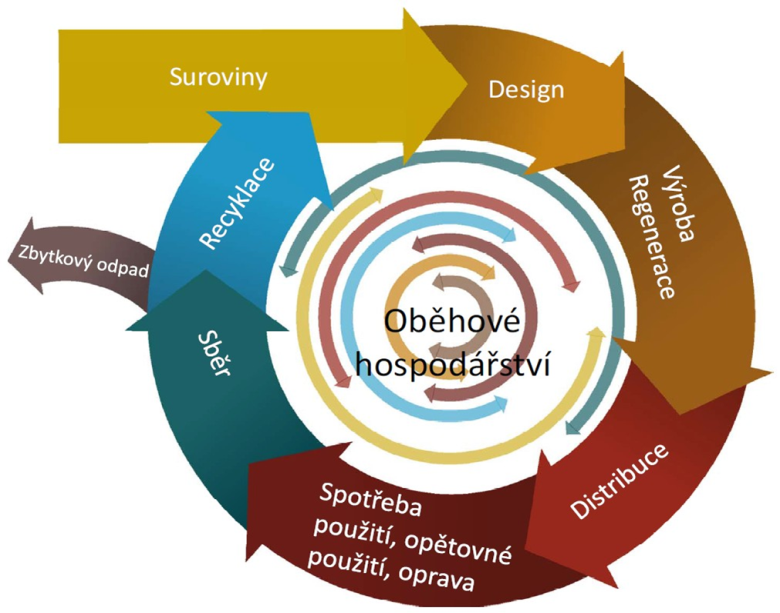 Suroviny
Design
Výroba
Regenerace
Distribuce
Spotřeba
použití, opětovné
použití, oprava
Sběr
Zbytkový odpad
Recyklace
Oběhové
hospodářství